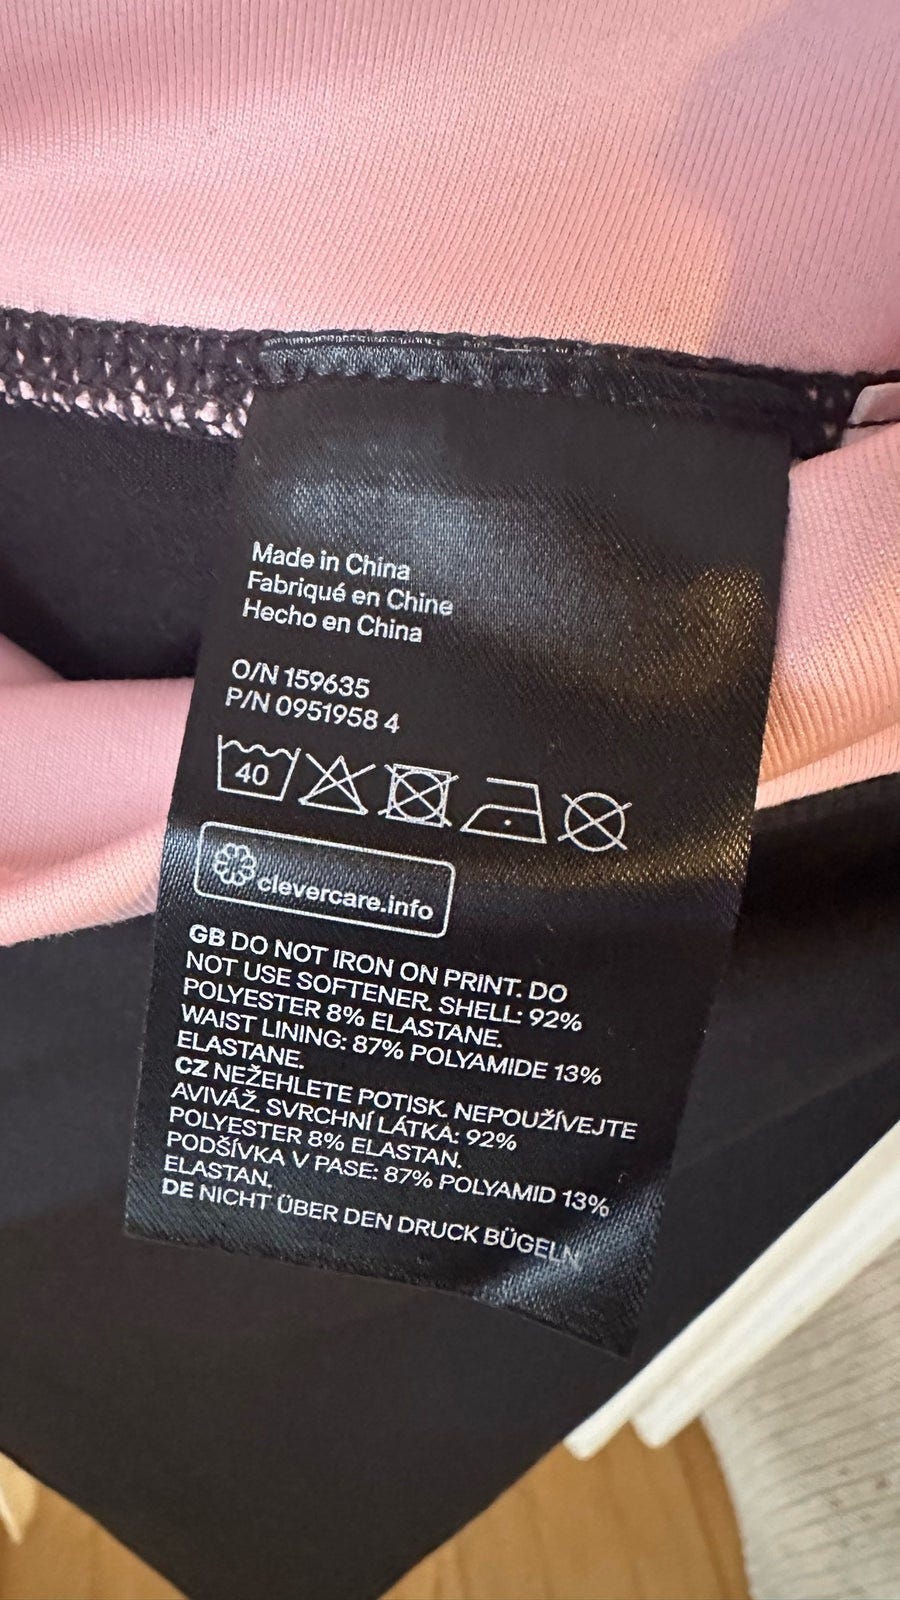 Made in China
Fabriqué en Chine
Hecho en China
O/N 159635
P/N 0951958 4
40
clevercare.info
GB DO NOT IRON ON PRINT. DO
NOT USE SOFTENER. SHELL: 92%
POLYESTER 8% ELASTANE.
WAIST LINING: 87% POLYAMIDE 13%
ELASTANE.
CZ NEŽEHLETE POTISK. NEPOUŽÍVEJTE
AVIVÁŽ. SVRCHNÍ LÁTKA: 92%
POLYESTER 8% ELASTAN.
PODŠÍVKA V PASE: 87% POLYAMID 13%
ELASTAN.
DE NICHT ÜBER DEN DRUCK BÜGELN